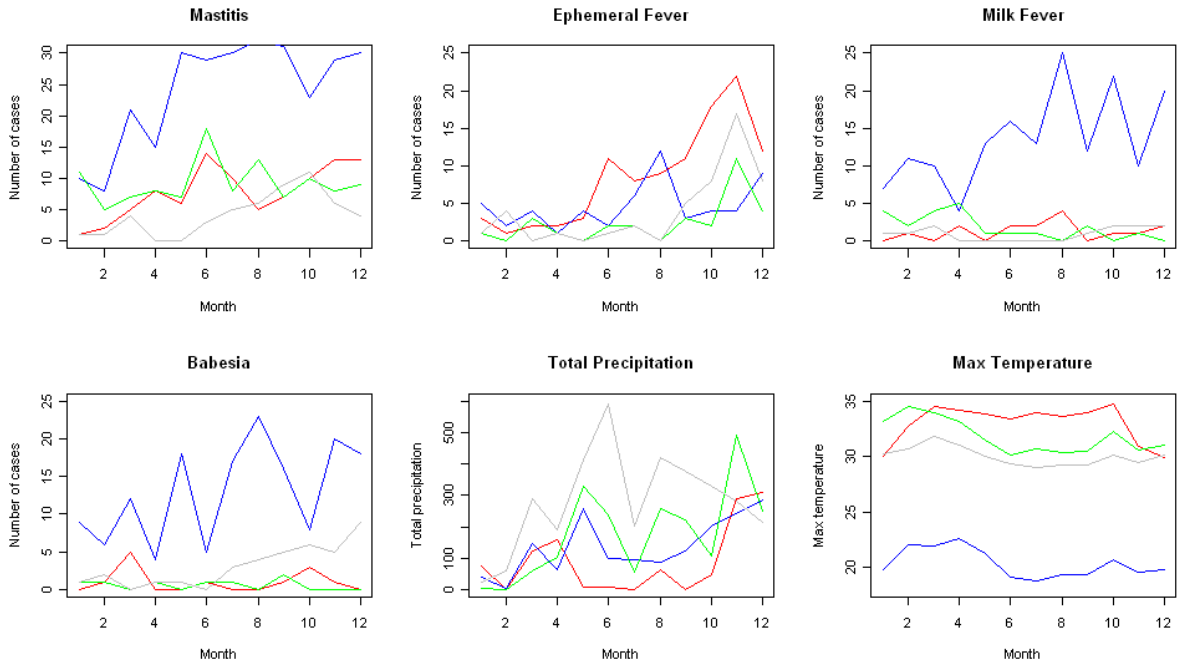 Mastitis
Number of cases
0 5 10 15 20 25 30
2 4 6 8 10 12
Month
Ephemeral Fever
Number of cases
0 5 10 15 20 25
2 4 6 8 10 12
Month
Milk Fever
Number of cases
0 5 10 15 20 25
2 4 6 8 10 12
Month
Babesia
Number of cases
0 5 10 15 20 25
2 4 6 8 10 12
Month
Total Precipitation
Total precipitation
0 100 300 500
2 4 6 8 10 12
Month
Max Temperature
Max temperature
20 25 30 35
2 4 6 8 10 12
Month